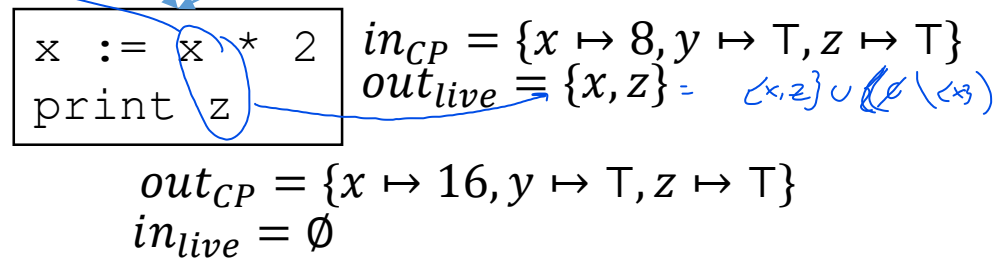 x := x * 2
print z
in_CP = {x ↦ 8, y ↦ ⊤, z ↦ ⊤}
out_live = {x, z} = {x,z} ∪ (∅ \ {x})
out_CP = {x ↦ 16, y ↦ ⊤, z ↦ ⊤}
in_live = ∅